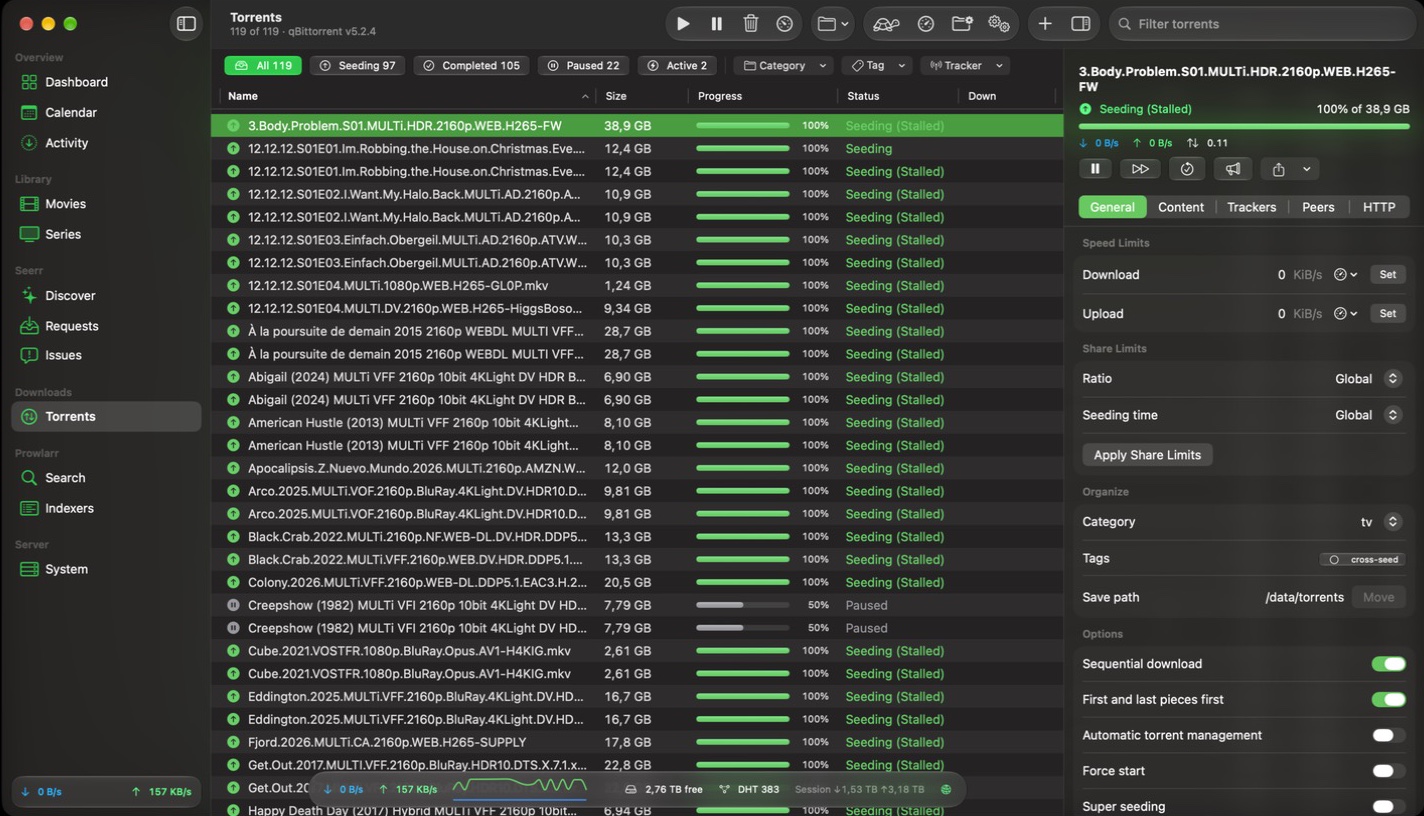 Torrents
119 of 119 · qBittorrent v5.2.4
Filter torrents
Overview
Dashboard
Calendar
Activity
Library
Movies
Series
Seerr
Discover
Requests
Issues
Downloads
Torrents
Prowlarr
Search
Indexers
Server
System
↓ 0 B/s ↑ 157 KB/s
All 119 Seeding 97 Completed 105 Paused 22 Active 2 Category Tag Tracker
Name Size Progress Status Down
3.Body.Problem.S01.MULTi.HDR.2160p.WEB.H265-FW 38,9 GB 100% Seeding (Stalled)
12.12.12.S01E01.Im.Robbing.the.House.on.Christmas.Eve.... 12,4 GB 100% Seeding
12.12.12.S01E01.Im.Robbing.the.House.on.Christmas.Eve.... 12,4 GB 100% Seeding (Stalled)
12.12.12.S01E02.I.Want.My.Halo.Back.MULTi.AD.2160p.A... 10,9 GB 100% Seeding (Stalled)
12.12.12.S01E02.I.Want.My.Halo.Back.MULTi.AD.2160p.A... 10,9 GB 100% Seeding (Stalled)
12.12.12.S01E03.Einfach.Obergeil.MULTi.AD.2160p.ATV.W... 10,3 GB 100% Seeding (Stalled)
12.12.12.S01E03.Einfach.Obergeil.MULTi.AD.2160p.ATV.W... 10,3 GB 100% Seeding (Stalled)
12.12.12.S01E04.MULTi.1080p.WEB.H265-GL0P.mkv 1,24 GB 100% Seeding (Stalled)
12.12.12.S01E04.MULTI.DV.2160p.WEB.H265-HiggsBoso... 9,34 GB 100% Seeding (Stalled)
À la poursuite de demain 2015 2160p WEBDL MULTI VFF... 28,7 GB 100% Seeding (Stalled)
À la poursuite de demain 2015 2160p WEBDL MULTI VFF... 28,7 GB 100% Seeding (Stalled)
Abigail (2024) MULTi VFF 2160p 10bit 4KLight DV HDR B... 6,90 GB 100% Seeding (Stalled)
Abigail (2024) MULTi VFF 2160p 10bit 4KLight DV HDR B... 6,90 GB 100% Seeding (Stalled)
American Hustle (2013) MULTi VFF 2160p 10bit 4KLight... 8,10 GB 100% Seeding (Stalled)
American Hustle (2013) MULTi VFF 2160p 10bit 4KLight... 8,10 GB 100% Seeding (Stalled)
Apocalipsis.Z.Nuevo.Mundo.2026.MULTi.2160p.AMZN.W... 12,0 GB 100% Seeding (Stalled)
Arco.2025.MULTi.VOF.2160p.BluRay.4KLight.DV.HDR10.D... 9,81 GB 100% Seeding (Stalled)
Arco.2025.MULTi.VOF.2160p.BluRay.4KLight.DV.HDR10.D... 9,81 GB 100% Seeding (Stalled)
Black.Crab.2022.MULTi.2160p.NF.WEB-DL.DV.HDR.DDP5... 13,3 GB 100% Seeding (Stalled)
Black.Crab.2022.MULTi.VFF.2160p.WEB.DV.HDR.DDP5.1.... 13,3 GB 100% Seeding (Stalled)
Colony.2026.MULTi.VFF.2160p.WEB-DL.DDP5.1.EAC3.H.2... 20,5 GB 100% Seeding (Stalled)
Creepshow (1982) MULTi VFI 2160p 10bit 4KLight DV HD... 7,79 GB 50% Paused
Creepshow (1982) MULTi VFI 2160p 10bit 4KLight DV HD... 7,79 GB 50% Paused
Cube.2021.VOSTFR.1080p.BluRay.Opus.AV1-H4KIG.mkv 2,61 GB 100% Seeding (Stalled)
Cube.2021.VOSTFR.1080p.BluRay.Opus.AV1-H4KIG.mkv 2,61 GB 100% Seeding (Stalled)
Eddington.2025.MULTi.VFF.2160p.BluRay.4KLight.DV.HD... 16,7 GB 100% Seeding (Stalled)
Eddington.2025.MULTi.VFF.2160p.BluRay.4KLight.DV.HD... 16,7 GB 100% Seeding (Stalled)
Fjord.2026.MULTi.CA.2160p.WEB.H265-SUPPLY 17,8 GB 100% Seeding (Stalled)
Get.Out.2017.MULTI.VFF.2160p.BluRay.HDR10.DTS.X.7.1.x... 22,8 GB 100% Seeding (Stalled)
Get.Out.20
↓ 0 B/s ↑ 157 KB/s 2,76 TB free DHT 383 Session ↓1,53 TB ↑3,18 TB
Happy Death Day (2017) Hybrid MULTi VFF 2160p 10bit... 6,94 GB 100% Seeding (Stalled)
3.Body.Problem.S01.MULTi.HDR.2160p.WEB.H265-
FW
Seeding (Stalled) 100% of 38,9 GB
↓ 0 B/s ↑ 0 B/s ↑↓ 0.11
General Content Trackers Peers HTTP
Speed Limits
Download 0 KiB/s Set
Upload 0 KiB/s Set
Share Limits
Ratio Global
Seeding time Global
Apply Share Limits
Organize
Category tv
Tags cross-seed
Save path /data/torrents Move
Options
Sequential download
First and last pieces first
Automatic torrent management
Force start
Super seeding